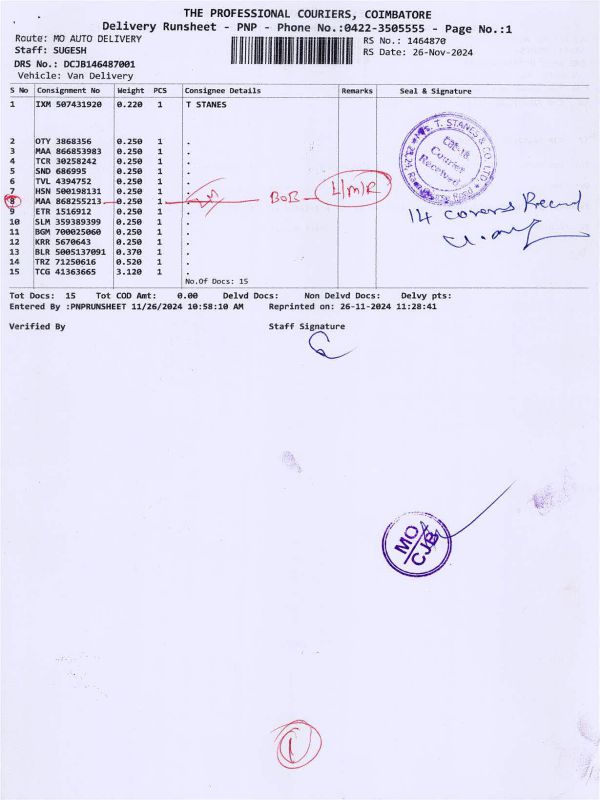 THE PROFESSIONAL COURIERS, COIMBATORE
Delivery Runsheet - PNP - Phone No.:0422-3505555 - Page No.:1
Route: MO AUTO DELIVERY RS No.: 1464870
Staff: SUGESH RS Date: 26-Nov-2024
DRS No.: DCJB146487001
Vehicle: Van Delivery
S No Consignment No Weight PCS Consignee Details Remarks Seal & Signature
1 IXM 507431920 0.220 1 T STANES
2 OTY 3868356 0.250 1 .
3 MAA 866853983 0.250 1 .
4 TCR 30258242 0.250 1 .
5 SND 686995 0.250 1 .
6 TVL 4394752 0.250 1 .
7 HSN 500198131 0.250 1 .
8 MAA 868255213 0.250 1 BOB L/M/R
9 ETR 1516912 0.250 1 .
10 SLM 359389399 0.250 1 .
11 BGM 700025060 0.250 1 .
12 KRR 5670643 0.250 1 .
13 BLR 5005137091 0.370 1 .
14 TRZ 71250616 0.520 1 .
15 TCG 41363665 3.120 1 .
No.Of Docs: 15
M/s. T. STANES & CO. LTD
CBE-18
Courier
Received
14 covers Received
Tot Docs: 15 Tot COD Amt: 0.00 Delvd Docs: Non Delvd Docs: Delvy pts:
Entered By :PNPRUNSHEET 11/26/2024 10:58:10 AM Reprinted on: 26-11-2024 11:28:41
Verified By Staff Signature
MO
CJB
1